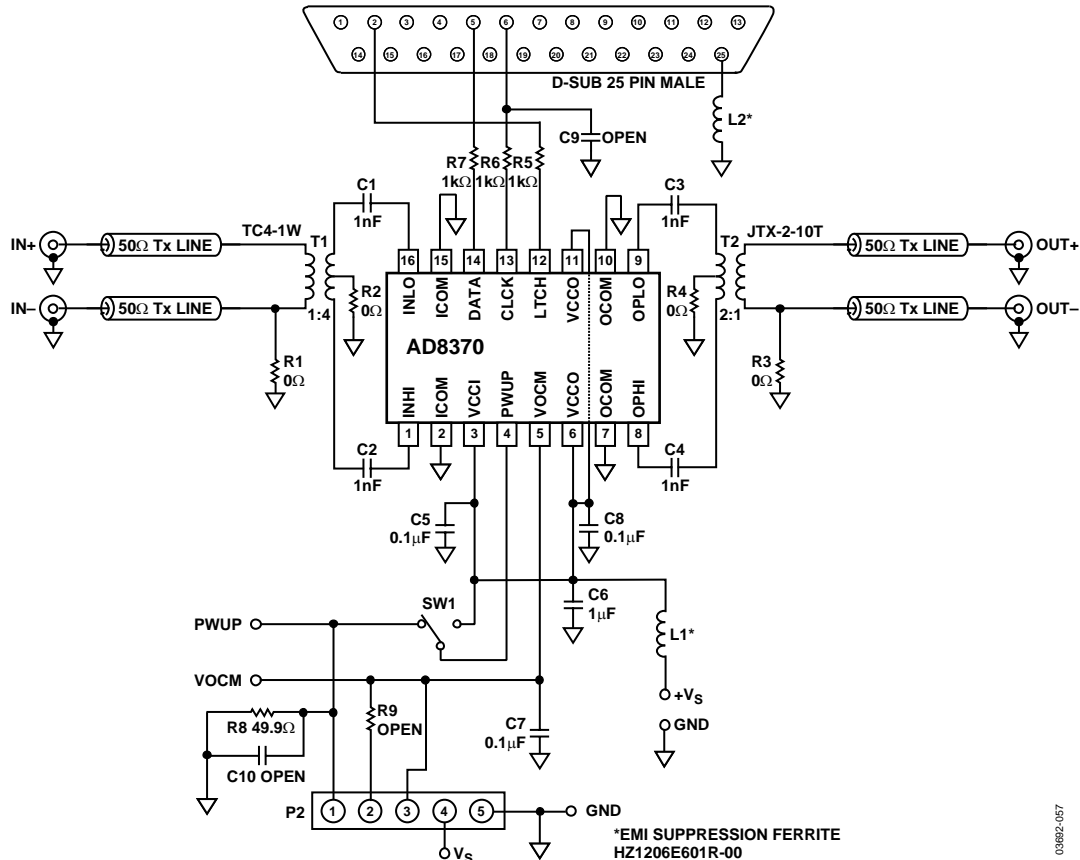 1 2 3 4 5 6 7 8 9 10 11 12 13
14 15 16 17 18 19 20 21 22 23 24 25
D-SUB 25 PIN MALE
L2*
C9 OPEN
R7 R6 R5
1kΩ 1kΩ 1kΩ
C1
1nF
C3
1nF
IN+
50Ω Tx LINE
TC4-1W
T1
T2
JTX-2-10T
50Ω Tx LINE
OUT+
16 15 14 13 12 11 10 9
INLO ICOM DATA CLCK LTCH VCCO OCOM OPLO
IN–
50Ω Tx LINE
1:4
R2
0Ω
R4
0Ω
2:1
50Ω Tx LINE
OUT–
R1
0Ω
AD8370
R3
0Ω
INHI ICOM VCCI PWUP VOCM VCCO OCOM OPHI
1 2 3 4 5 6 7 8
C2
1nF
C4
1nF
C5
0.1µF
C8
0.1µF
C6
1µF
SW1
PWUP
L1*
VOCM
+VS
R9
OPEN
GND
R8 49.9Ω
C7
0.1µF
C10 OPEN
P2
1 2 3 4 5
GND
VS
*EMI SUPPRESSION FERRITE
HZ1206E601R-00
03692-057